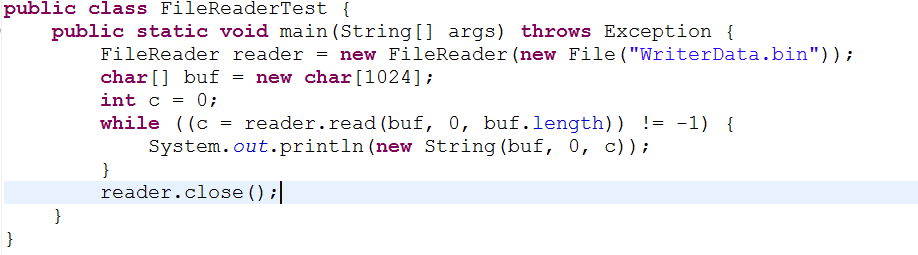 public class FileReaderTest {
    public static void main(String[] args) throws Exception {
        FileReader reader = new FileReader(new File("WriterData.bin"));
        char[] buf = new char[1024];
        int c = 0;
        while ((c = reader.read(buf, 0, buf.length)) != -1) {
            System.out.println(new String(buf, 0, c));
        }
        reader.close();
    }
}